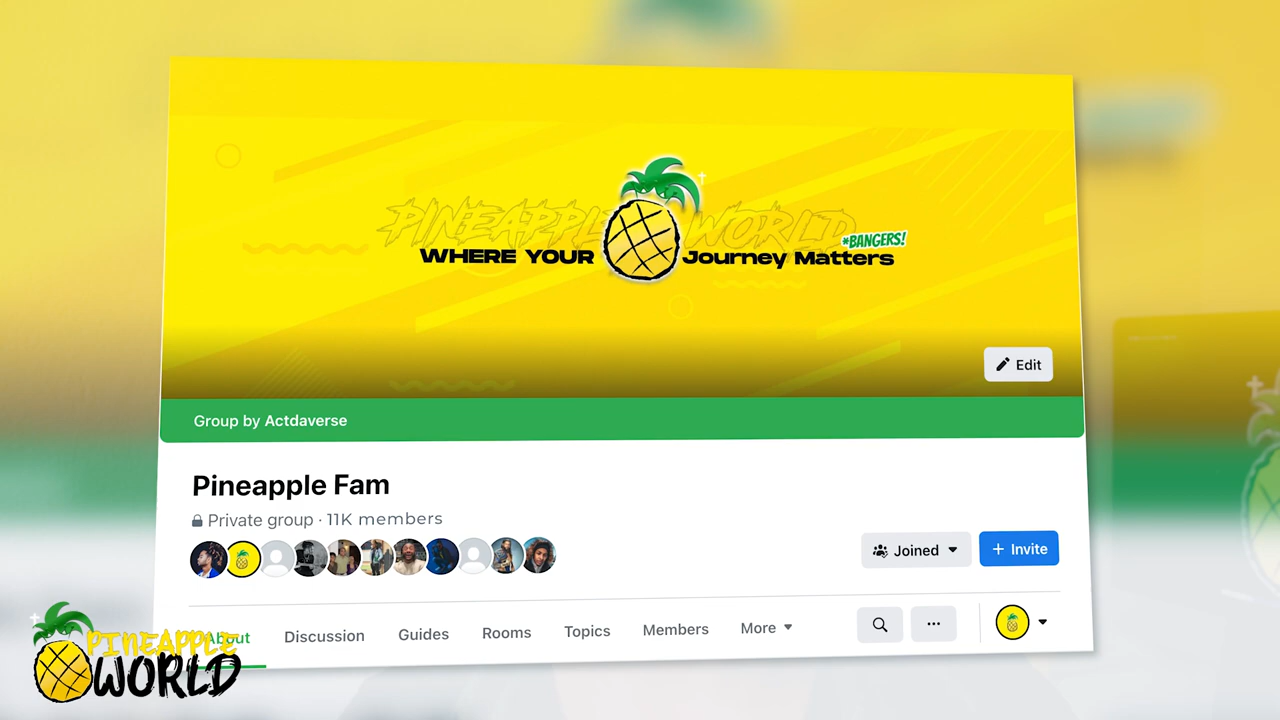 PINEAPPLE WORLD
*BANGERS!
WHERE YOUR Journey Matters
Edit
Group by Actdaverse
Pineapple Fam
Private group · 11K members
Joined
+ Invite
About
Discussion
Guides
Rooms
Topics
Members
More
PINEAPPLE
WORLD